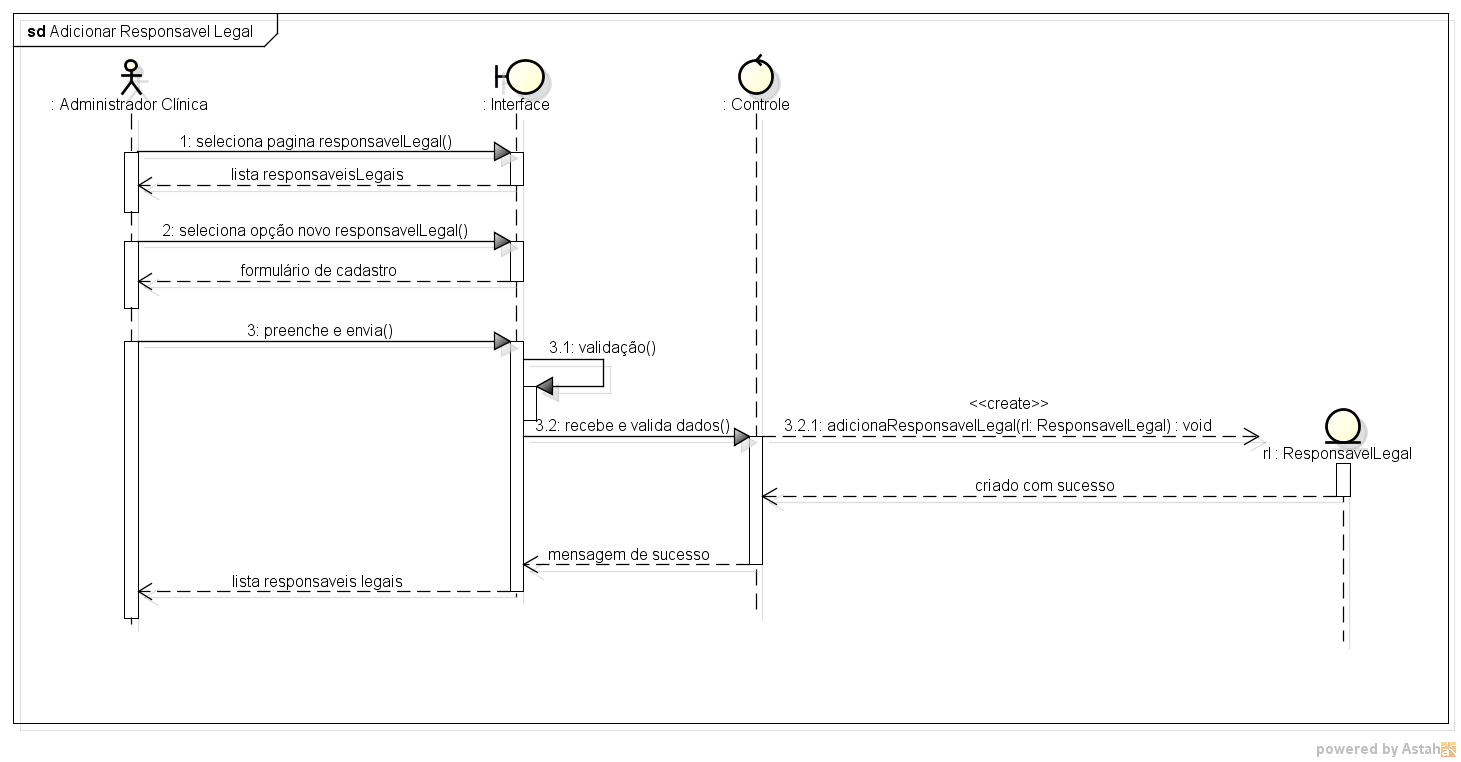 sd Adicionar Responsavel Legal
: Administrador Clínica
: Interface
: Controle
1: seleciona pagina responsavelLegal()
lista responsaveisLegais
2: seleciona opção novo responsavelLegal()
formulário de cadastro
3: preenche e envia()
3.1: validação()
<<create>>
3.2: recebe e valida dados()
3.2.1: adicionaResponsavelLegal(rl: ResponsavelLegal) : void
rl : ResponsavelLegal
criado com sucesso
mensagem de sucesso
lista responsaveis legais
powered by Astah